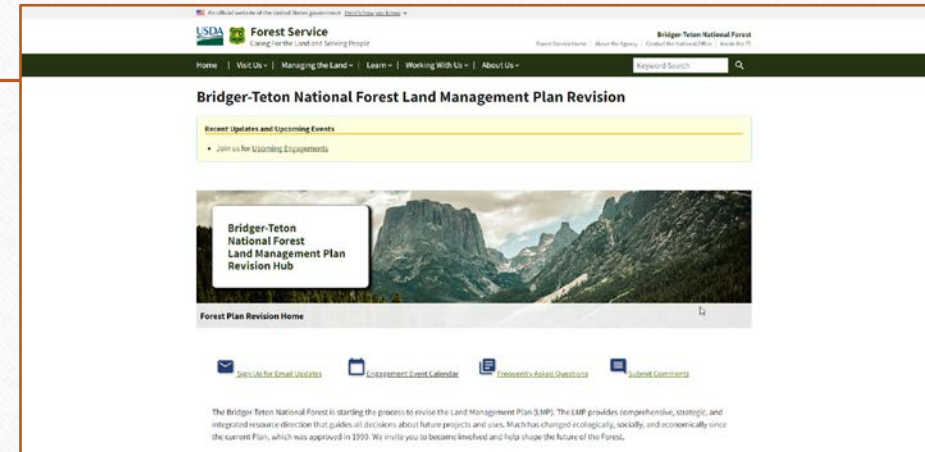 An official website of the United States government Here's how you know
USDA Forest Service
Caring for the Land and Serving People
Bridger-Teton National Forest
Forest Service Home | About the Agency | Contact the National Office | Inside the FS
Home | Visit Us | Managing the Land | Learn | Working With Us | About Us
Keyword Search
Bridger-Teton National Forest Land Management Plan Revision
Recent Updates and Upcoming Events
• Join us for Upoming Engagements
Bridger-Teton
National Forest
Land Management Plan
Revision Hub
Forest Plan Revision Home
Sign Up for Email Updates Engagement Event Calendar Frequently Asked Questions Submit Comments
The Bridger-Teton National Forest is starting the process to revise the Land Management Plan (LMP). The LMP provides comprehensive, strategic, and
integrated resource direction that guides all decisions about future projects and uses. Much has changed ecologically, socially, and economically since
the current Plan, which was approved in 1990. We invite you to become involved and help shape the future of the Forest.